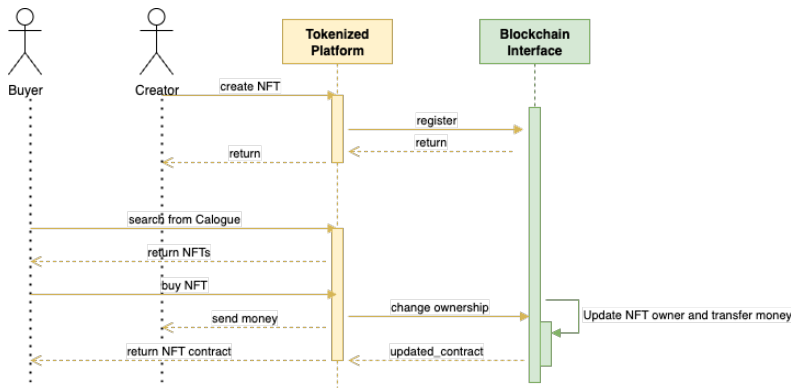 Tokenized
Platform
Blockchain
Interface
Buyer
Creator
create NFT
register
return
return
search from Calogue
return NFTs
buy NFT
change ownership
Update NFT owner and transfer money
send money
return NFT contract
updated_contract